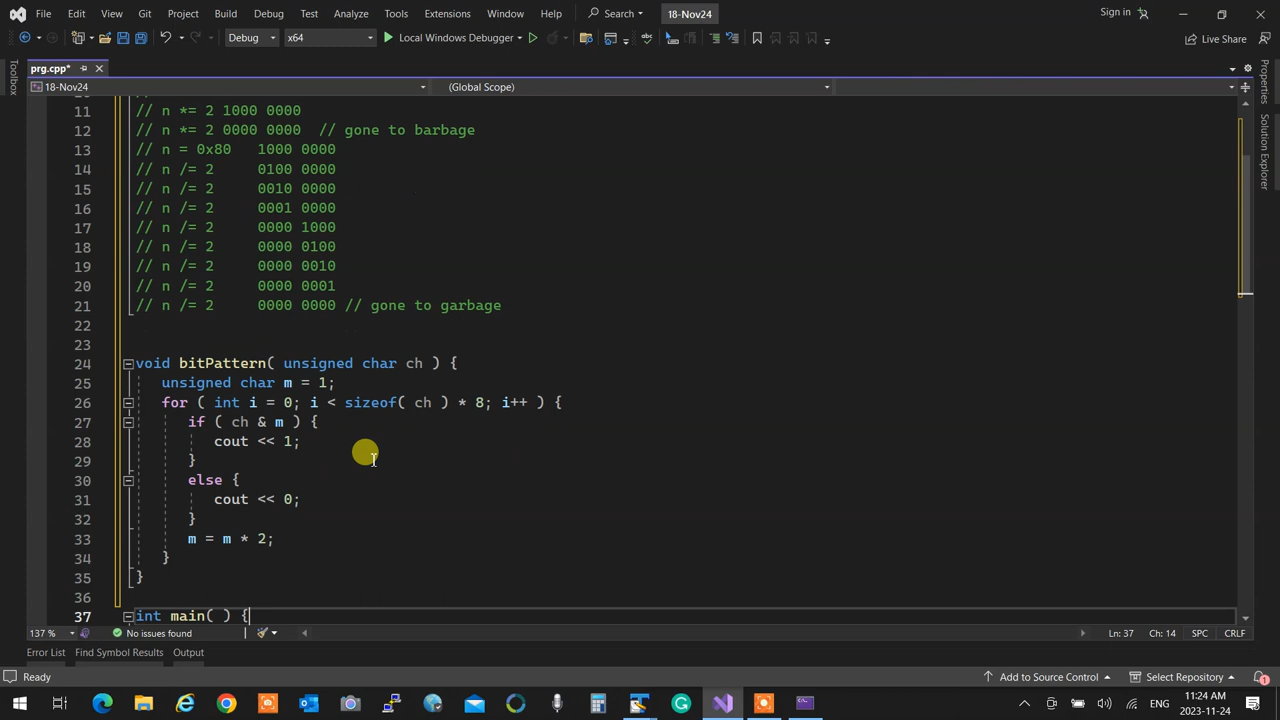 File Edit View Git Project Build Debug Test Analyze Tools Extensions Window Help Search 18-Nov24 Sign in
Debug x64 Local Windows Debugger Live Share
Toolbox
prg.cpp*
18-Nov24 (Global Scope)
11 // n *= 2 1000 0000
12 // n *= 2 0000 0000 // gone to barbage
13 // n = 0x80 1000 0000
14 // n /= 2 0100 0000
15 // n /= 2 0010 0000
16 // n /= 2 0001 0000
17 // n /= 2 0000 1000
18 // n /= 2 0000 0100
19 // n /= 2 0000 0010
20 // n /= 2 0000 0001
21 // n /= 2 0000 0000 // gone to garbage
22
23
24 void bitPattern( unsigned char ch ) {
25 unsigned char m = 1;
26 for ( int i = 0; i < sizeof( ch ) * 8; i++ ) {
27 if ( ch & m ) {
28 cout << 1;
29 }
30 else {
31 cout << 0;
32 }
33 m = m * 2;
34 }
35 }
36
37 int main( ) {
Properties
Solution Explorer
137 % No issues found Ln: 37 Ch: 14 SPC CRLF
Error List Find Symbol Results Output
Ready Add to Source Control Select Repository 1
ENG 11:24 AM
2023-11-24